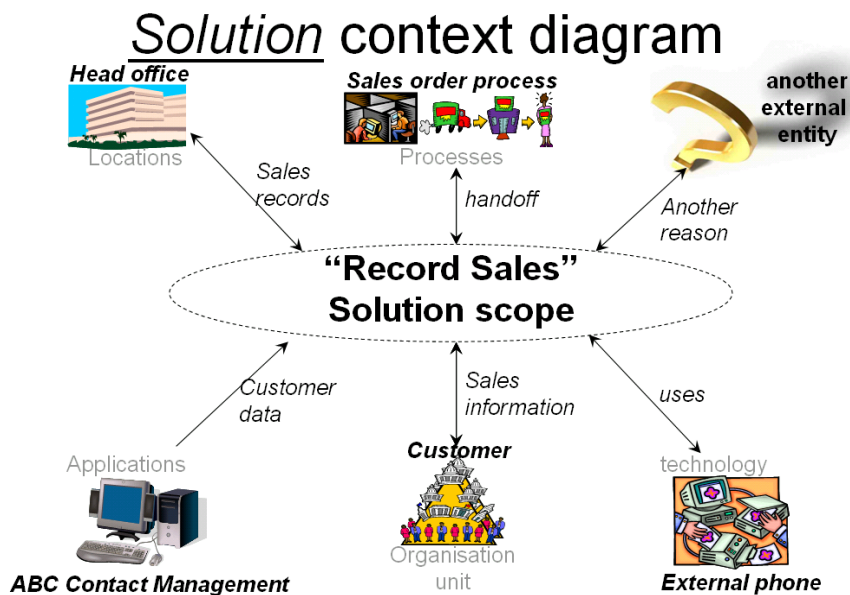 Solution context diagram
Head office
Locations
Sales order process
Processes
another
external
entity
Sales
records
handoff
Another
reason
“Record Sales”
Solution scope
Customer
data
Sales
information
uses
Applications
ABC Contact Management
Customer
Organisation
unit
technology
External phone